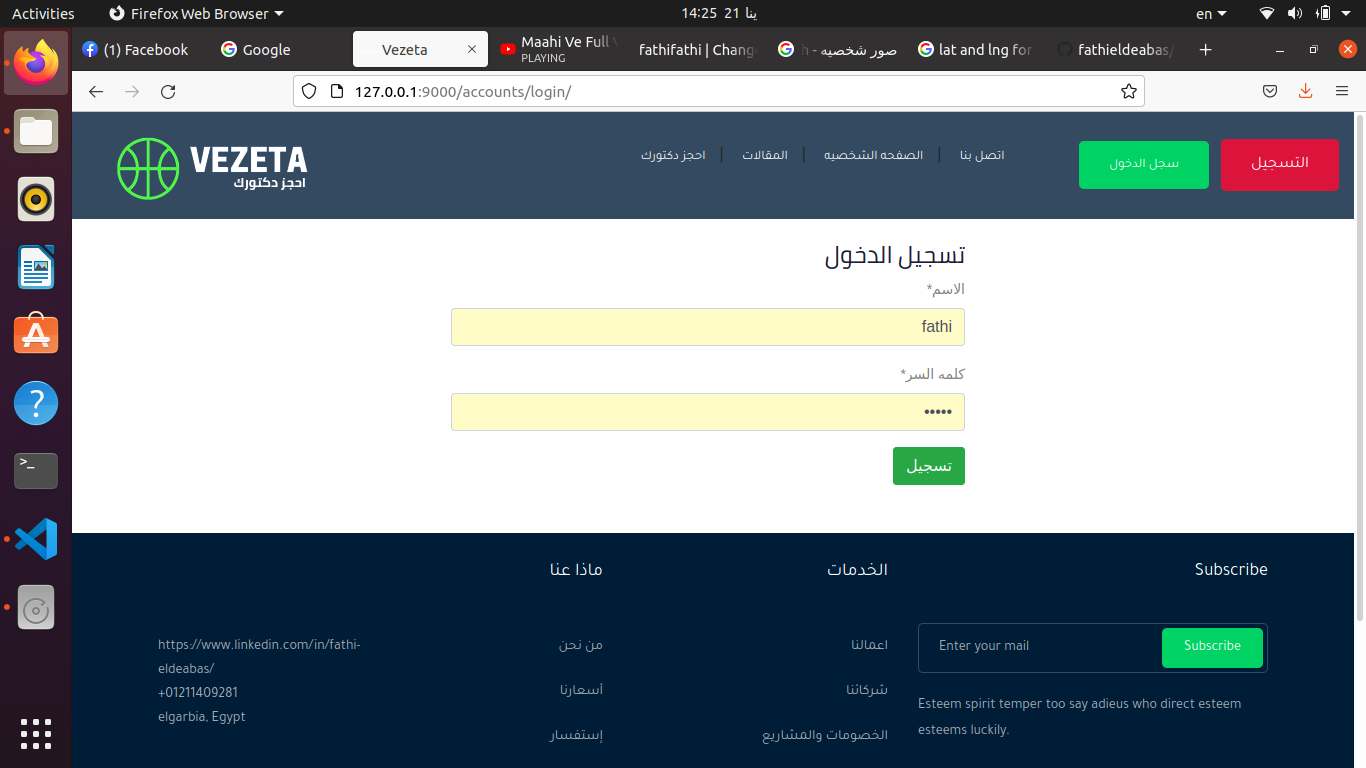 Activities
Firefox Web Browser
14:25 21 ينا
en
(1) Facebook
Google
Vezeta
Maahi Ve Full
PLAYING
fathifathi | Chang
صور شخصيه - h
lat and lng for
fathieldeabas/
127.0.0.1:9000/accounts/login/
VEZETA
احجز دكتورك
احجز دكتورك
المقالات
الصفحه الشخصيه
اتصل بنا
سجل الدخول
التسجيل
تسجيل الدخول
الاسم*
fathi
كلمه السر*
•••••
تسجيل
ماذا عنا
الخدمات
Subscribe
https://www.linkedin.com/in/fathi-
eldeabas/
+01211409281
elgarbia, Egypt
من نحن
أسعارنا
إستفسار
اعمالنا
شركائنا
الخصومات والمشاريع
Enter your mail
Subscribe
Esteem spirit temper too say adieus who direct esteem
esteems luckily.